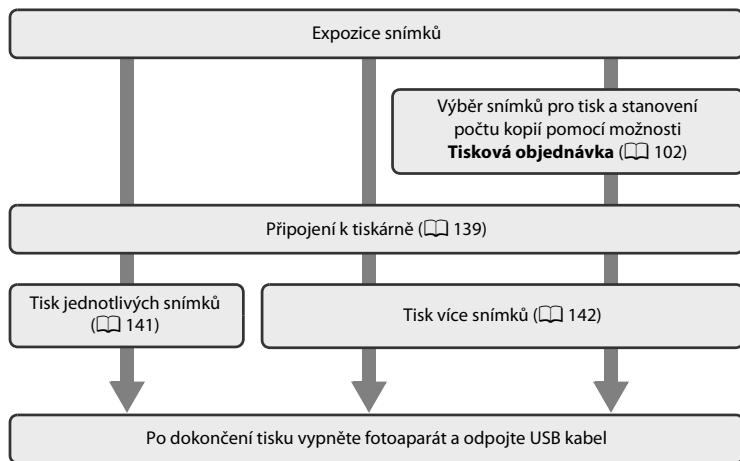 Expozice snímků
Výběr snímků pro tisk a stanovení
počtu kopií pomocí možnosti
Tisková objednávka (102)
Připojení k tiskárně (139)
Tisk jednotlivých snímků
(141)
Tisk více snímků (142)
Po dokončení tisku vypněte fotoaparát a odpojte USB kabel